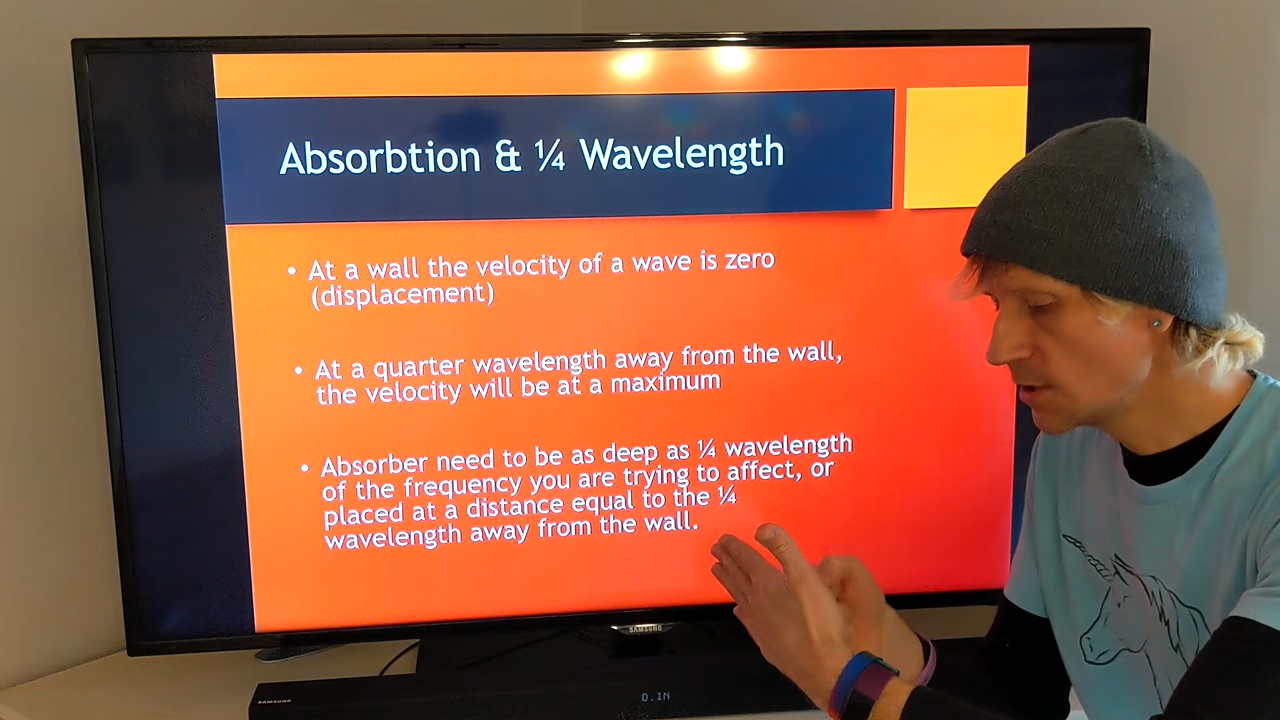 Absorbtion & ¼ Wavelength
• At a wall the velocity of a wave is zero
(displacement)
• At a quarter wavelength away from the wall,
the velocity will be at a maximum
• Absorber need to be as deep as ¼ wavelength
of the frequency you are trying to affect, or
placed at a distance equal to the ¼
wavelength away from the wall.
SAMSUNG
SAMSUNG
D.IN